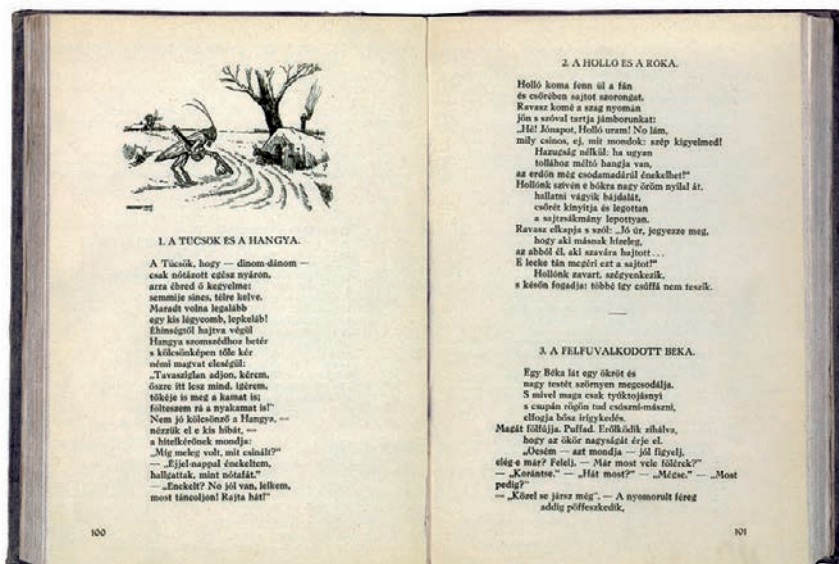 1. A TÜCSÖK ÉS A HANGYA.
A Tücsök, hogy — dinom-dánom —
csak nótázott egész nyáron,
arra ébred ő kegyelme:
semmije sincs, télre kelve.
Maradt volna legalább
egy kis légycomb, lepkeláb!
Éhinségtől hajtva végül
Hangya szomszédhoz betér
s kölcsönképen tőle kér
némi magvat eleségül:
„Tavasziglan adjon, kérem,
őszre itt lesz mind, igérem,
tőkéje is meg a kamat is;
fölteszem rá a nyakamat is!”
Nem jó kölcsönző a Hangya, —
nézzük el e kis hibát, —
a hitelkérőnek mondja:
„Míg meleg volt, mit csinált?”
— „Éjjel-nappal énekeltem,
hallgattak, mint nótafát.”
— „Énekelt? No jól van, lelkem,
most táncoljon! Rajta hát!”
100
2. A HOLLÓ ÉS A RÓKA.
Holló koma fenn ül a fán
és csőrében sajtot szorongat.
Ravasz komé a szag nyomán
jön s szóval tartja jámborunkat:
„Hé! Jónapot, Holló uram! No lám,
mily csinos, ej, mit mondok: szép kigyelmed!
Hazugság nélkül: ha ugyan
tollához méltó hangja van,
az erdőn még csodamadárúl énekelhet!”
Hollónk szívén e bókra nagy öröm nyilal át,
hallatni vágyik bájdalát,
csőrét kinyitja és legottan
a sajtzsákmány lepottyan.
Ravasz elkapja s szól: „Jó úr, jegyezze meg,
hogy aki másnak hízeleg,
az abból él, aki szavára hajtott...
E lecke tán megéri ezt a sajtot!”
Hollónk zavart, szégyenkezik,
s későn fogadja: többé így csúffá nem teszik.
3. A FELFUVALKODOTT BÉKA.
Egy Béka lát egy ökröt és
nagy testét szörnyen megcsodálja.
S mivel maga csak tyúktojásnyi
s csupán rögön tud csúszni-mászni,
elfogja bősz irígykedés.
Magát fölfújja. Puffad. Erőlködik zihálva,
hogy az ökör nagyságát érje el.
„Öcsém — azt mondja — jól figyelj,
elég-e már? Felelj. — Már most vele fölérek?”
— „Korántse.” — „Hát most?” — „Mégse.” — „Most
pedig?”
— „Közel se jársz még”. — A nyomorult féreg
addig pöffeszkedik,
101